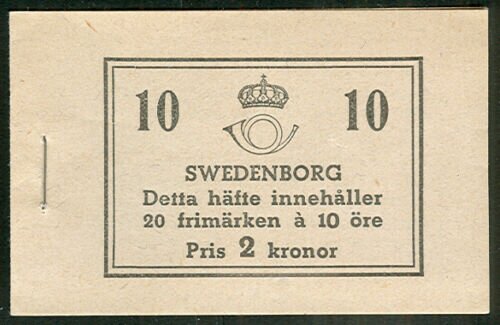 10 10
SWEDENBORG
Detta häfte innehåller
20 frimärken à 10 öre
Pris 2 kronor